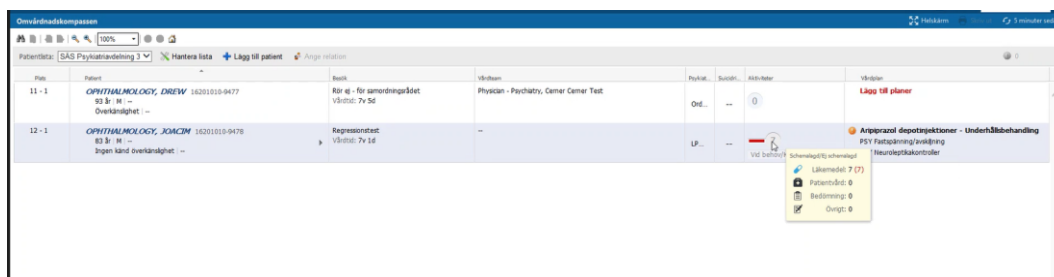 Omvårdnadskompassen
Helskärm
5 minuter sed
100%
Patientlista: SÄS Psykiatriavdelning 3 Hantera lista Lägg till patient Ange relation
0
Plats Patient Besök Vårdteam Psykiat... Suicidri... Aktiviteter Vårdplan
11 - 1 OPHTHALMOLOGY, DREW 16201010-9477 Rör ej - för samordningsrådet Physician - Psychiatry, Cerner Cerner Test Ord... -- 0 Lägg till planer
93 år | M | -- Vårdtid: 7v 5d
Överkänslighet | --
12 - 1 OPHTHALMOLOGY, JOACIM 16201010-9478 Regressionstest -- LP... -- Aripiprazol depotinjektioner - Underhållsbehandling
83 år | M | -- Vårdtid: 7v 1d PSY Fastspänning/avskiljning
Ingen känd överkänslighet | -- Vid behov/ Neuroleptikakontroller
Schemalagd/Ej schemalagd
Läkemedel: 7 (7)
Patientvård: 0
Bedömning: 0
Övrigt: 0